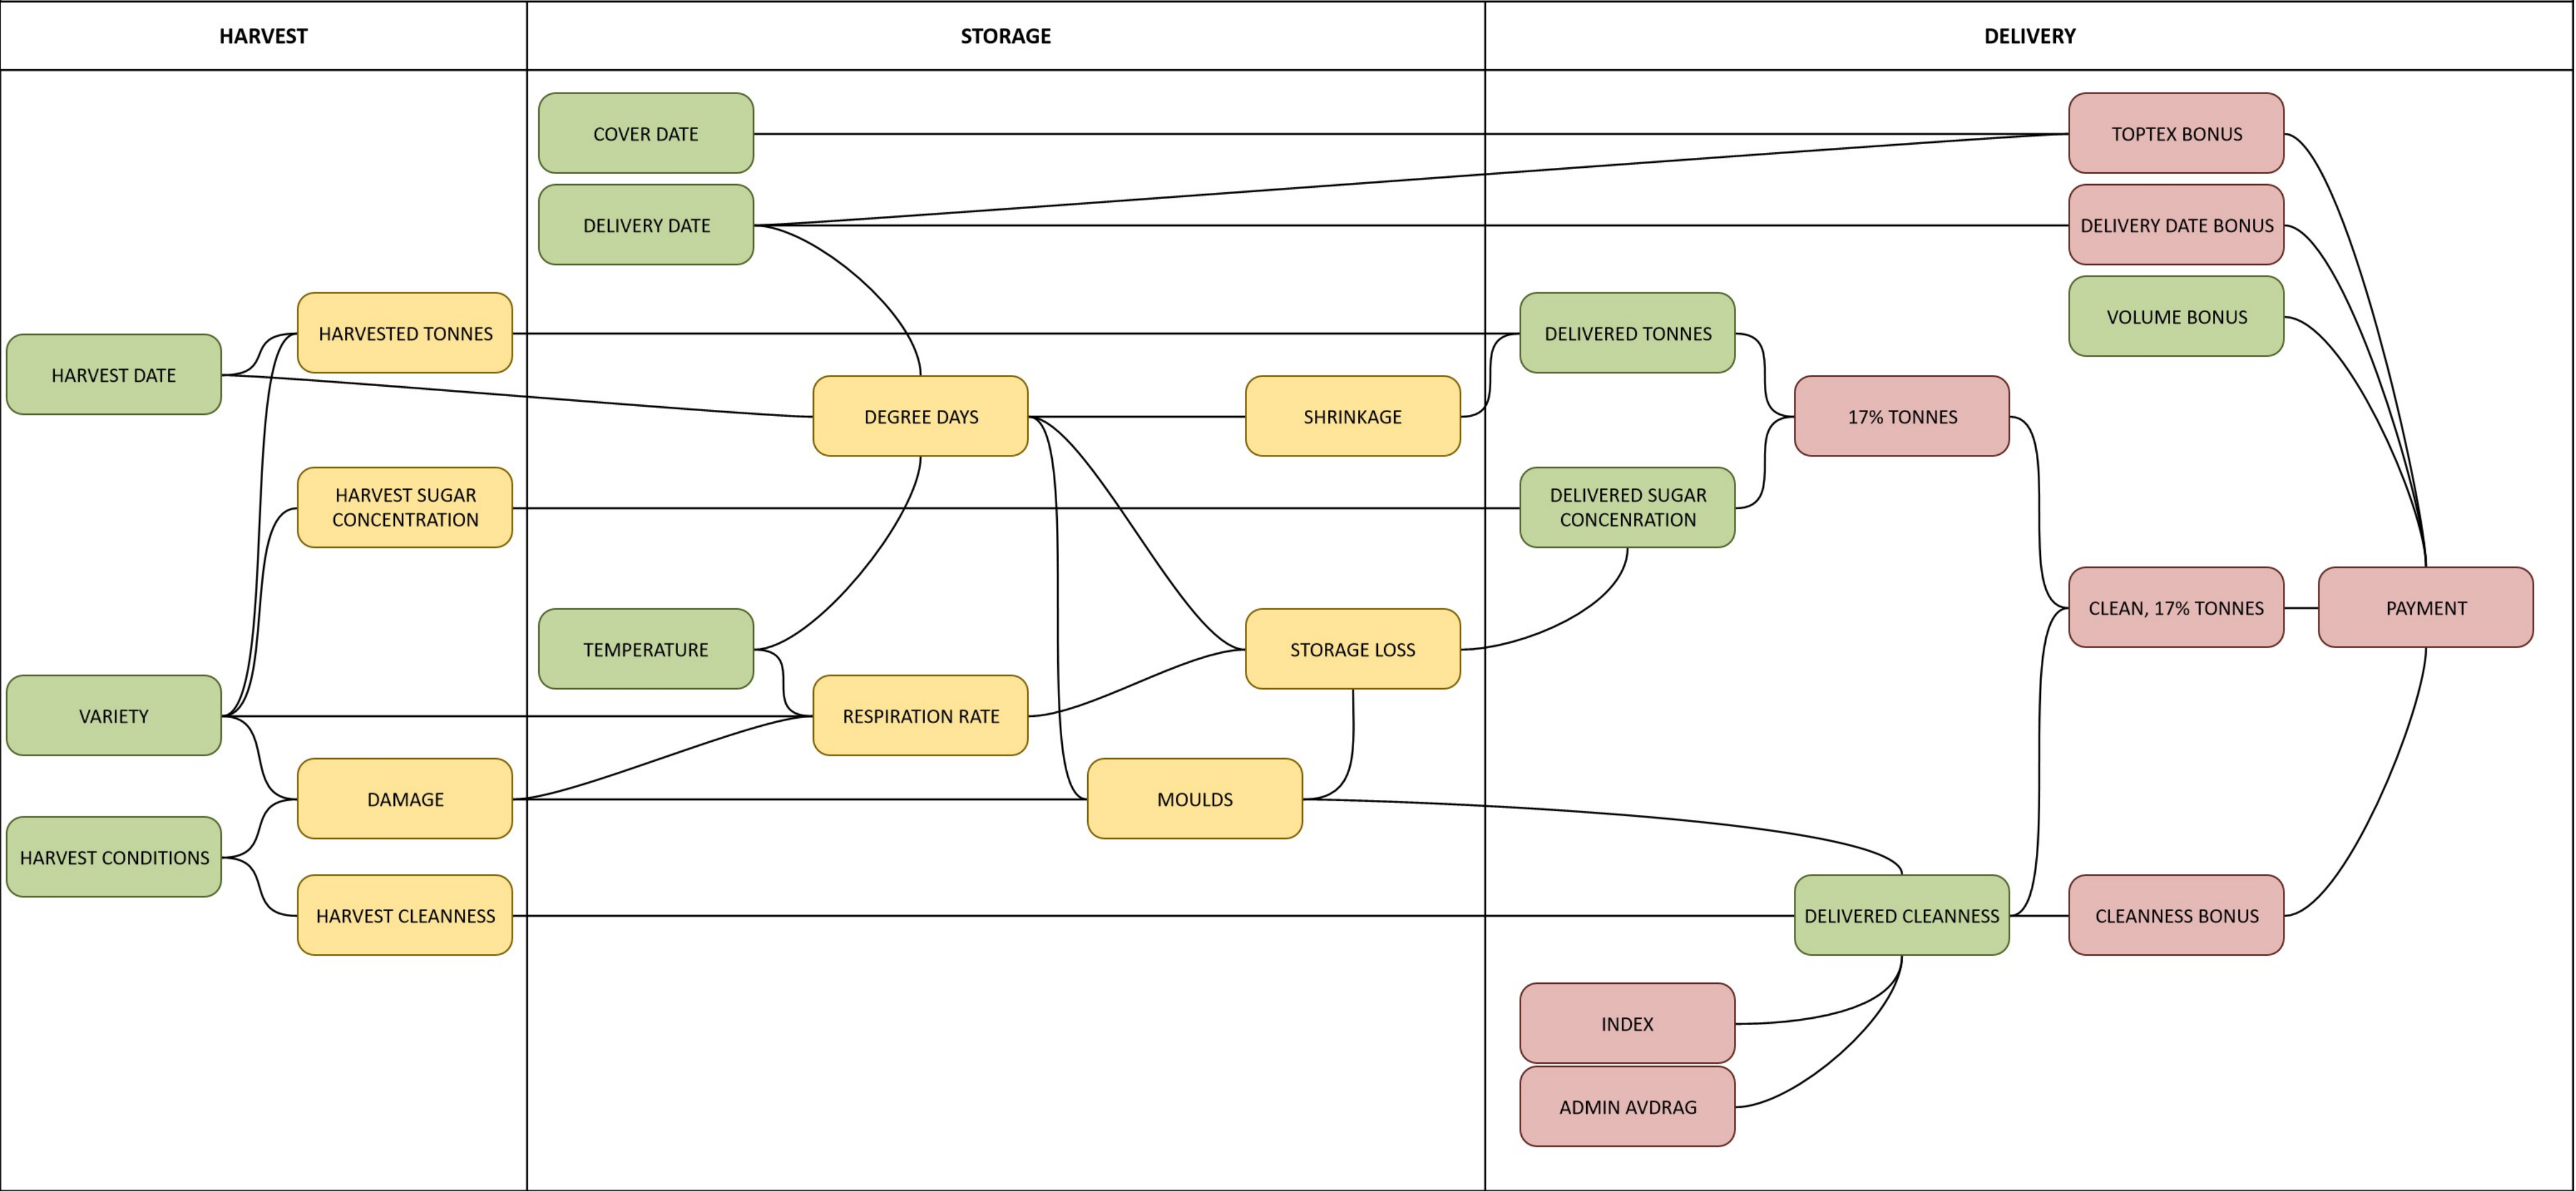 HARVEST
STORAGE
DELIVERY
COVER DATE
TOPTEX BONUS
DELIVERY DATE
DELIVERY DATE BONUS
VOLUME BONUS
HARVESTED TONNES
DELIVERED TONNES
HARVEST DATE
DEGREE DAYS
SHRINKAGE
17% TONNES
HARVEST SUGAR
CONCENTRATION
DELIVERED SUGAR
CONCENRATION
TEMPERATURE
STORAGE LOSS
CLEAN, 17% TONNES
PAYMENT
VARIETY
RESPIRATION RATE
DAMAGE
MOULDS
HARVEST CONDITIONS
HARVEST CLEANNESS
DELIVERED CLEANNESS
CLEANNESS BONUS
INDEX
ADMIN AVDRAG